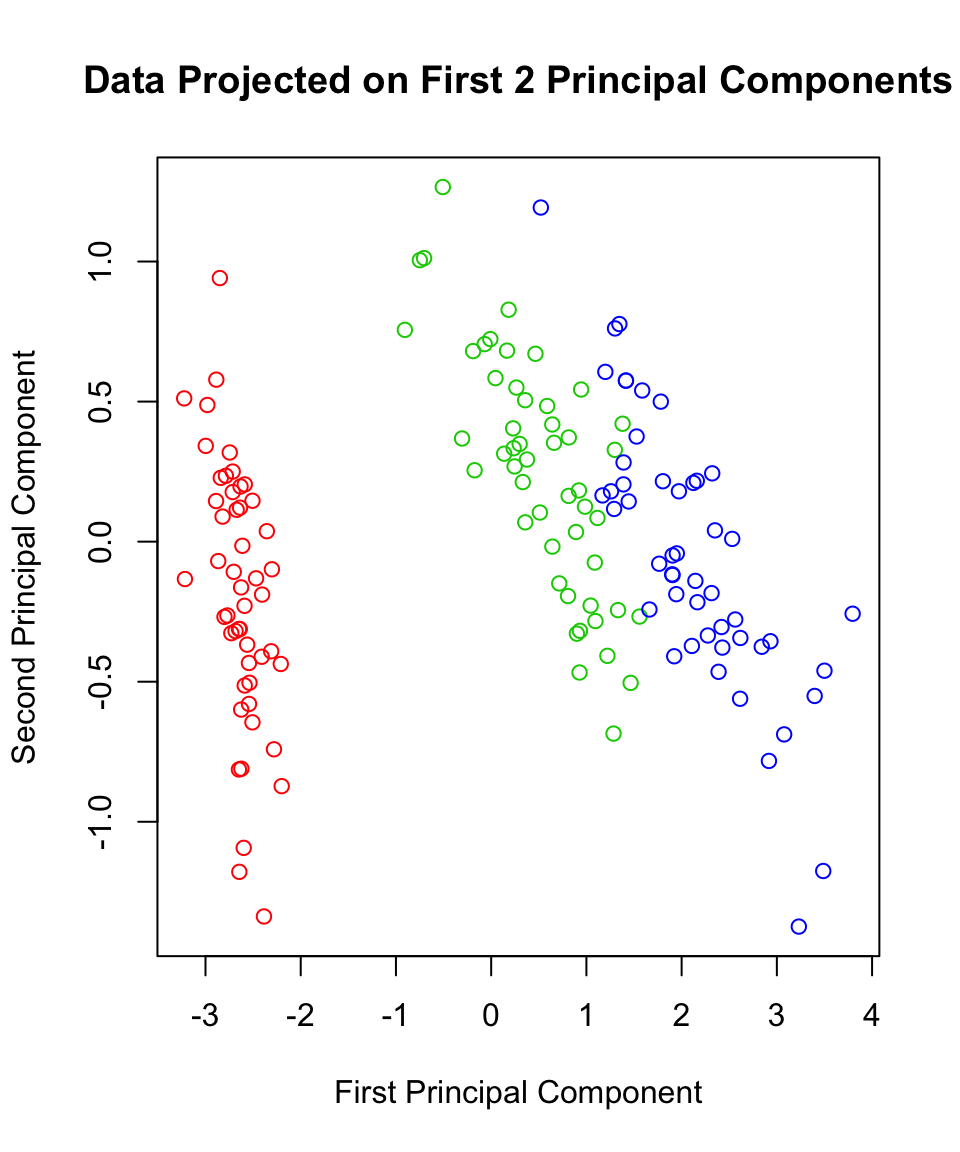 Data Projected on First 2 Principal Components
Second Principal Component
1.0
0.5
0.0
-0.5
-1.0
-3 -2 -1 0 1 2 3 4
First Principal Component